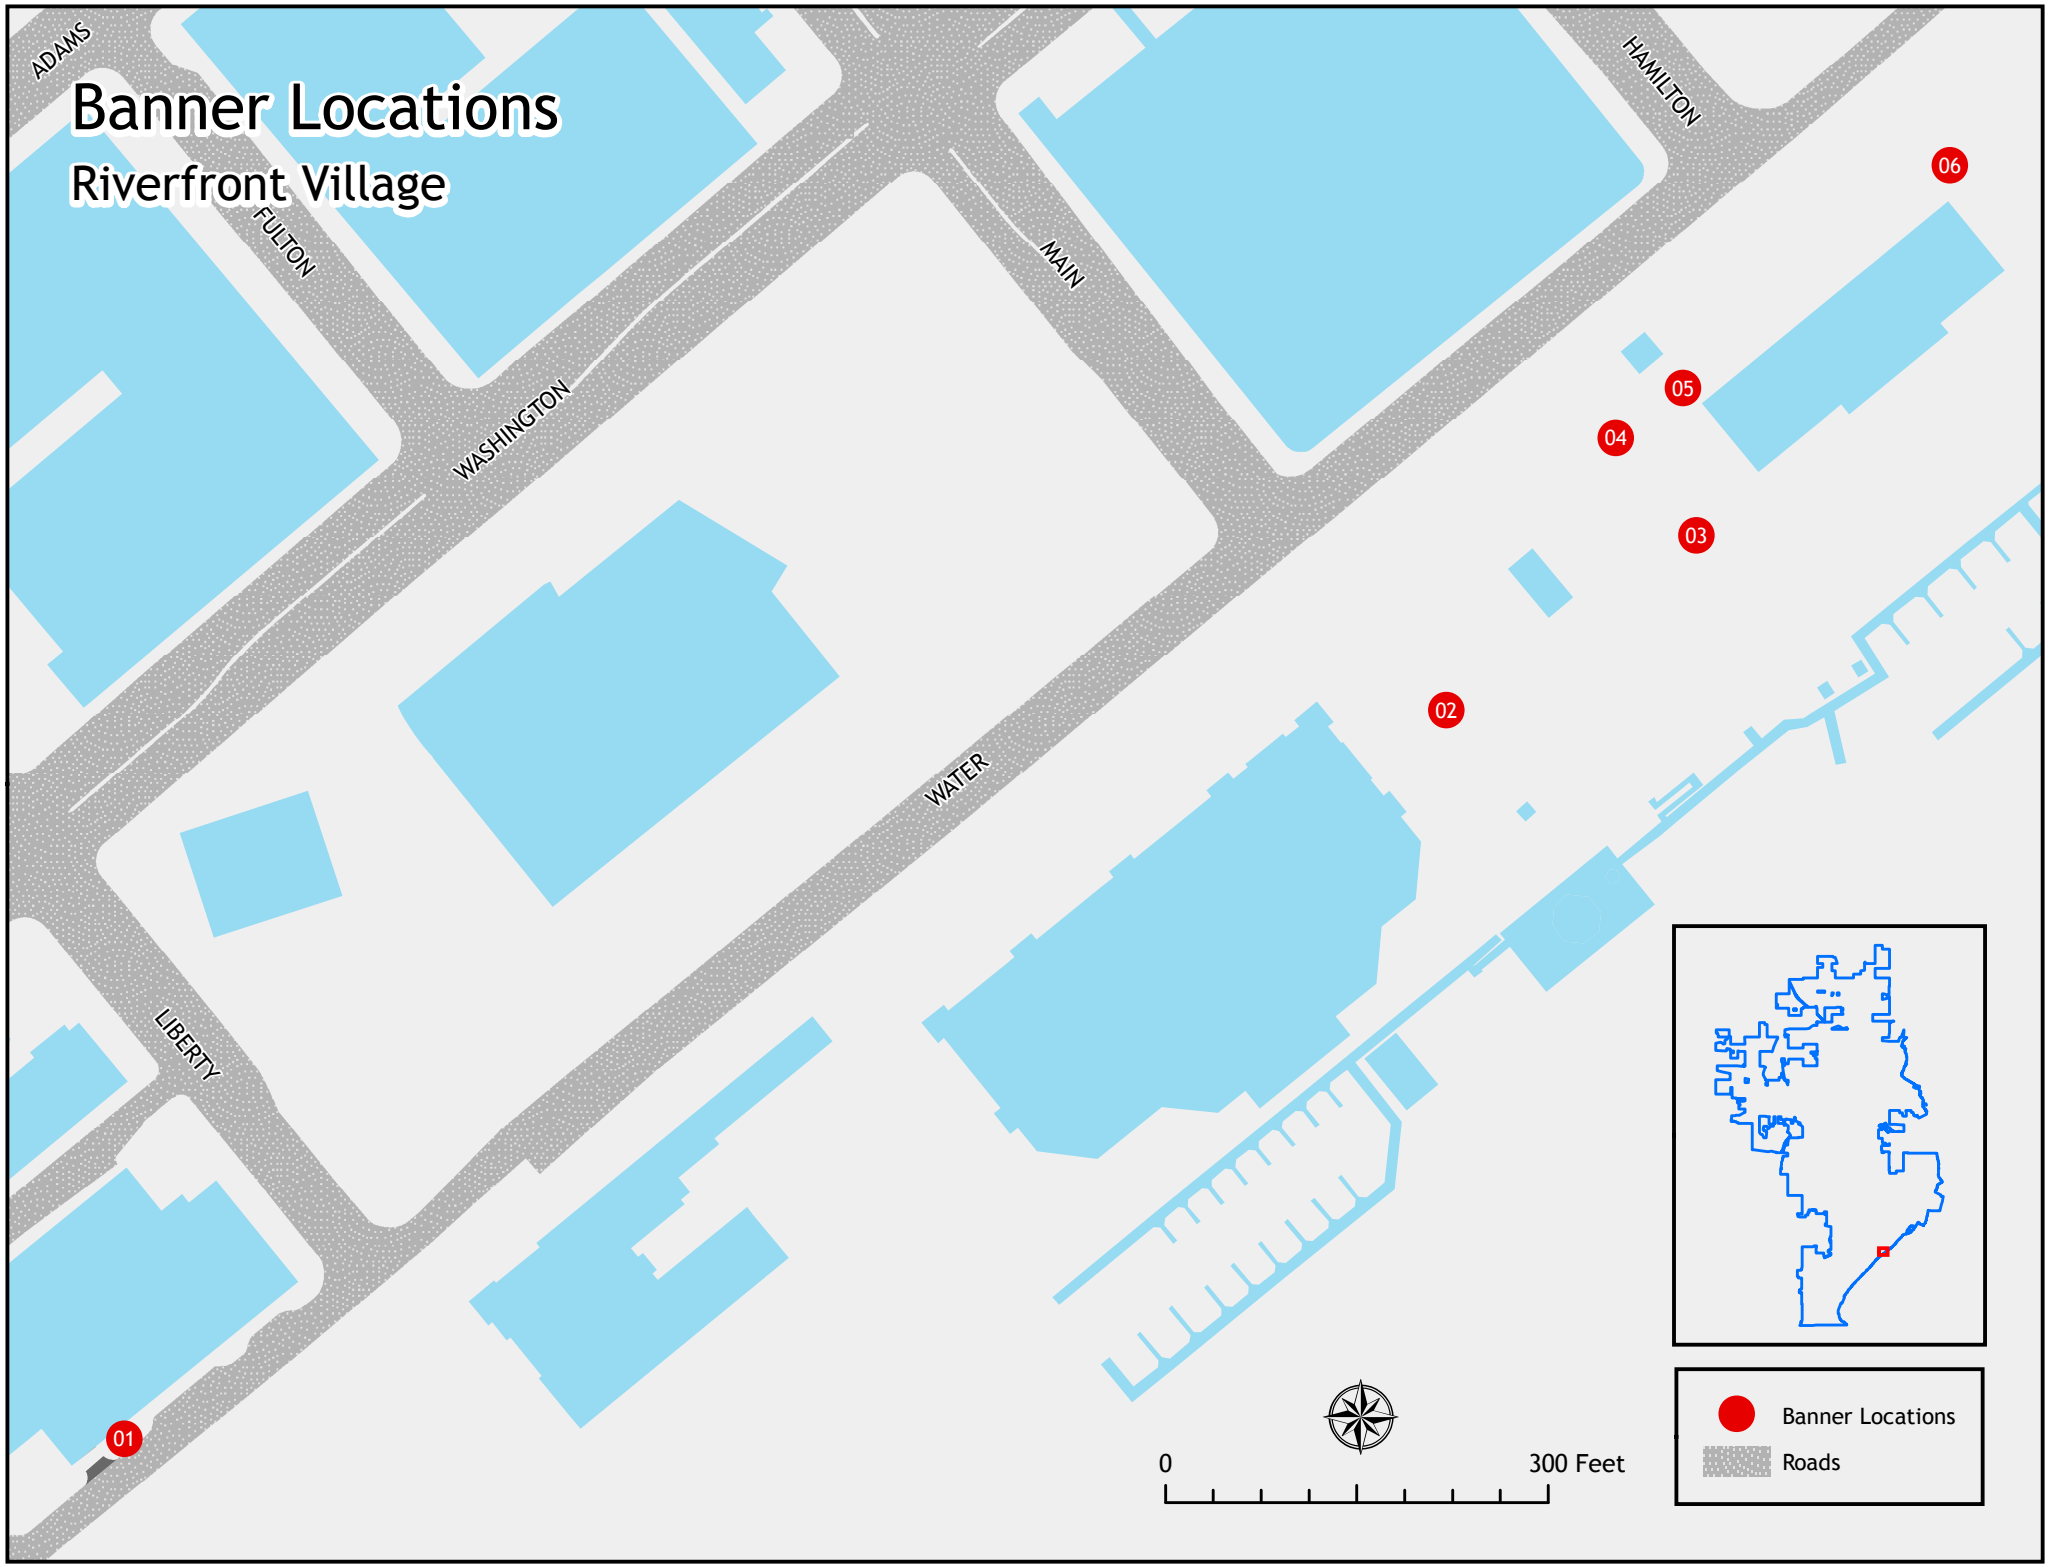 ADAMS
Banner Locations
Riverfront Village
FULTON
HAMILTON
06
MAIN
WASHINGTON
05
04
03
02
WATER
LIBERTY
01
0
300 Feet
Banner Locations
Roads